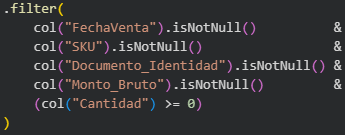 .filter(
    col("FechaVenta").isNotNull()         &
    col("SKU").isNotNull()                &
    col("Documento_Identidad").isNotNull() &
    col("Monto_Bruto").isNotNull()        &
    (col("Cantidad") >= 0)
)